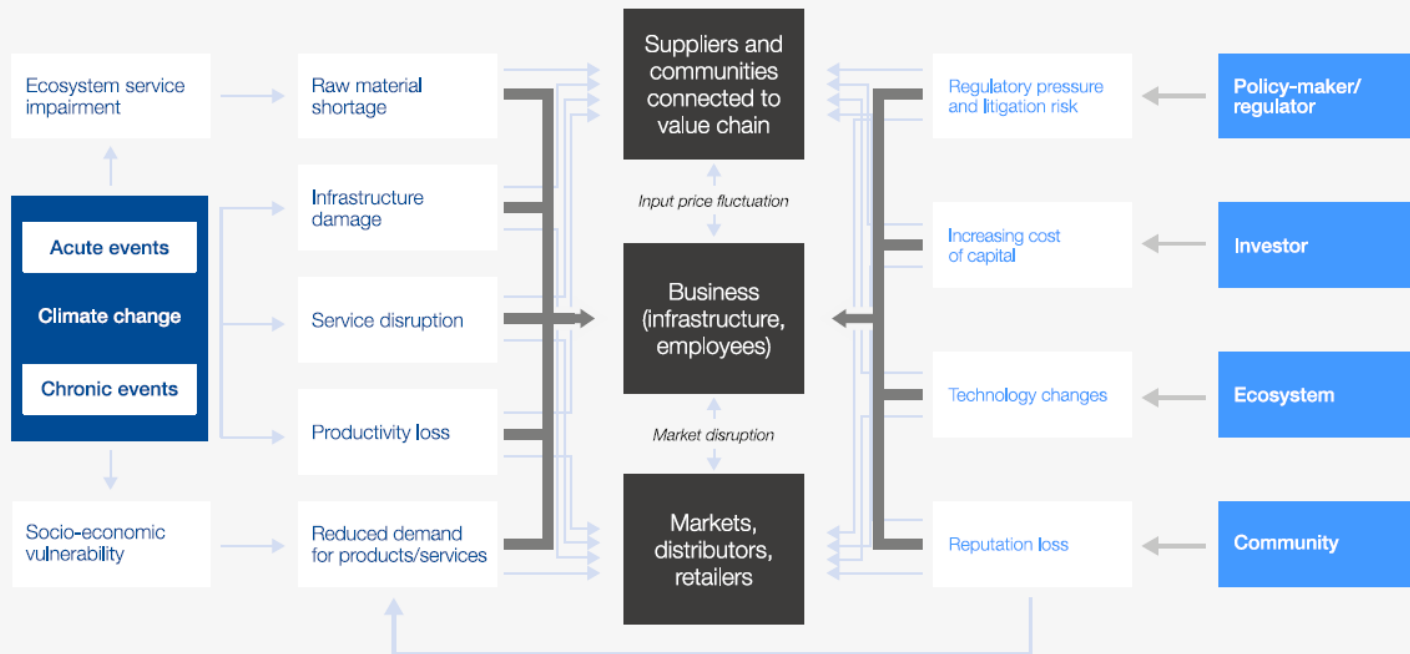 Ecosystem service
impairment
Acute events
Climate change
Chronic events
Socio-economic
vulnerability
Raw material
shortage
Infrastructure
damage
Service disruption
Productivity loss
Reduced demand
for products/services
Suppliers and
communities
connected to
value chain
Input price fluctuation
Business
(infrastructure,
employees)
Market disruption
Markets,
distributors,
retailers
Regulatory pressure
and litigation risk
Increasing cost
of capital
Technology changes
Reputation loss
Policy-maker/
regulator
Investor
Ecosystem
Community